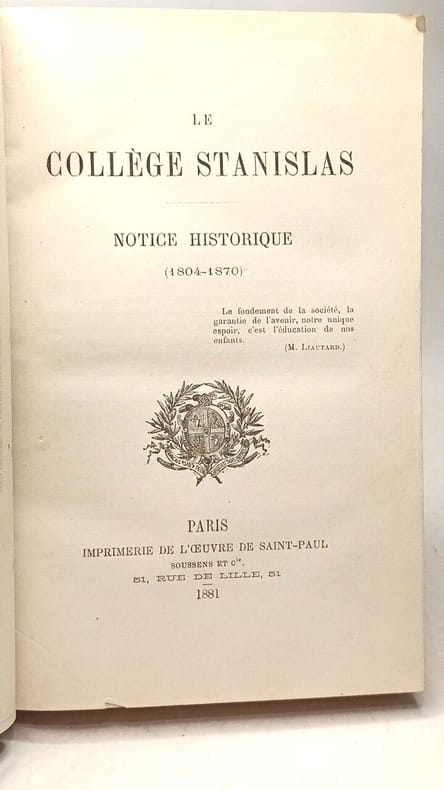 LE
COLLÈGE STANISLAS
NOTICE HISTORIQUE
(1804-1870)
Le fondement de la société, la
garantie de l'avenir, notre unique
espoir, c'est l'éducation de nos
enfants.
(M. LIAUTARD.)
PARIS
IMPRIMERIE DE L'ŒUVRE DE SAINT-PAUL
SOUSSENS ET Cie.
51, RUE DE LILLE, 51
1881